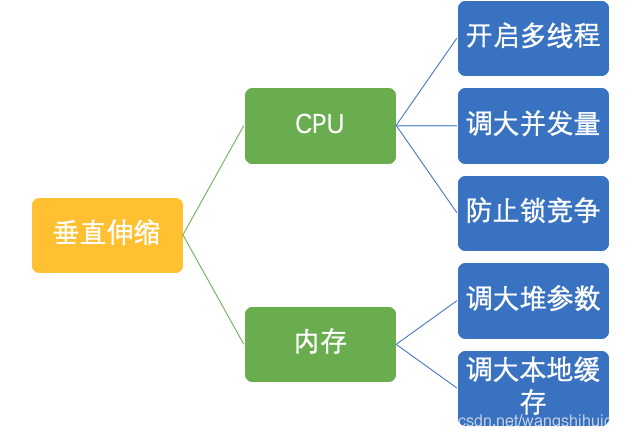 垂直伸缩
CPU
开启多线程
调大并发量
防止锁竞争
内存
调大堆参数
调大本地缓
存
csdn.net/wangshihuic